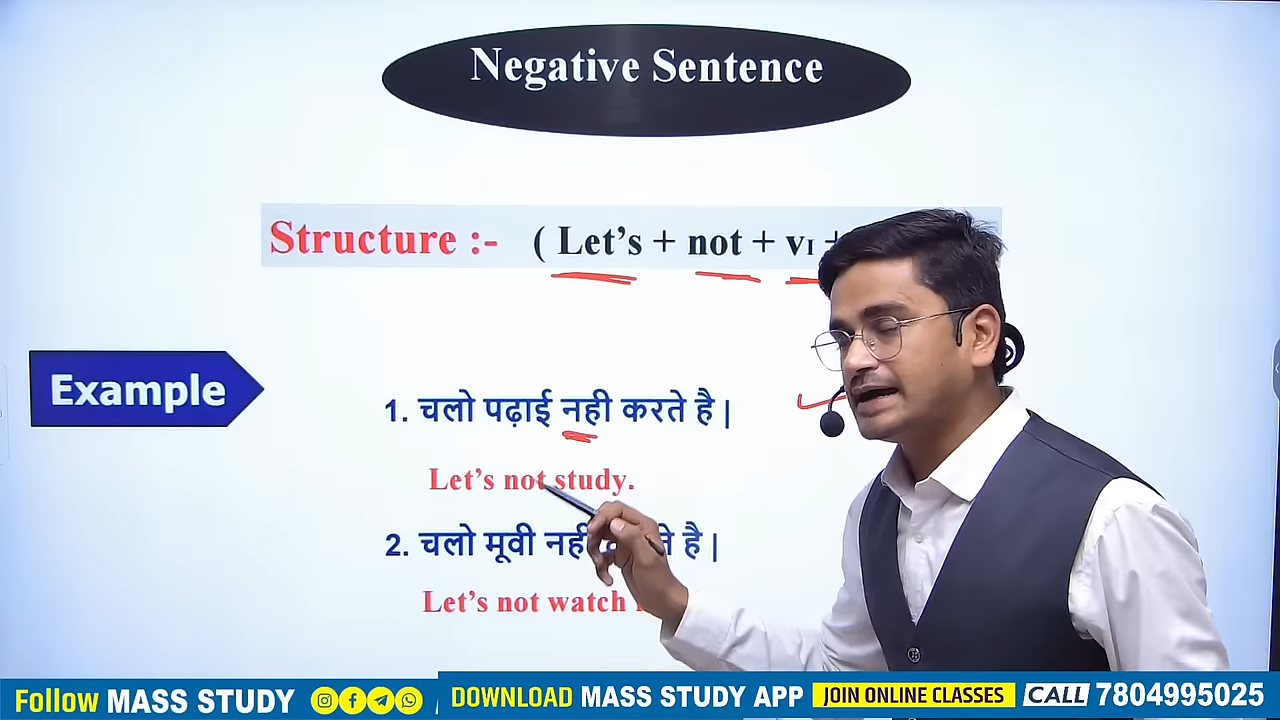 Negative Sentence
Structure :- ( Let's + not + v₁ +
Example
1. चलो पढ़ाई नही करते है |
Let's not study.
2. चलो मूवी नही ते है |
Let's not watch
Follow MASS STUDY
DOWNLOAD MASS STUDY APP JOIN ONLINE CLASSES CALL 7804995025